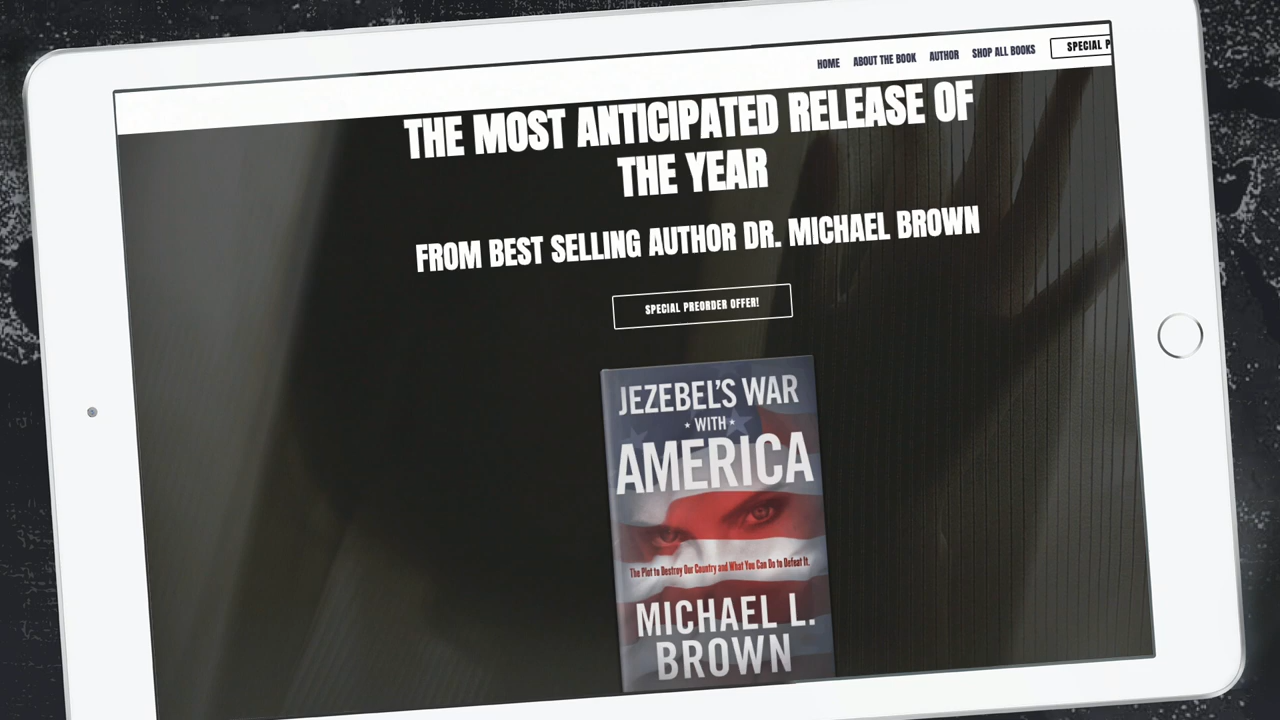 HOME ABOUT THE BOOK AUTHOR SHOP ALL BOOKS SPECIAL P
THE MOST ANTICIPATED RELEASE OF
THE YEAR
FROM BEST SELLING AUTHOR DR. MICHAEL BROWN
SPECIAL PREORDER OFFER!
JEZEBEL'S WAR
WITH
AMERICA
The Plot to Destroy Our Country and What You Can Do to Defeat It.
MICHAEL L.
BROWN